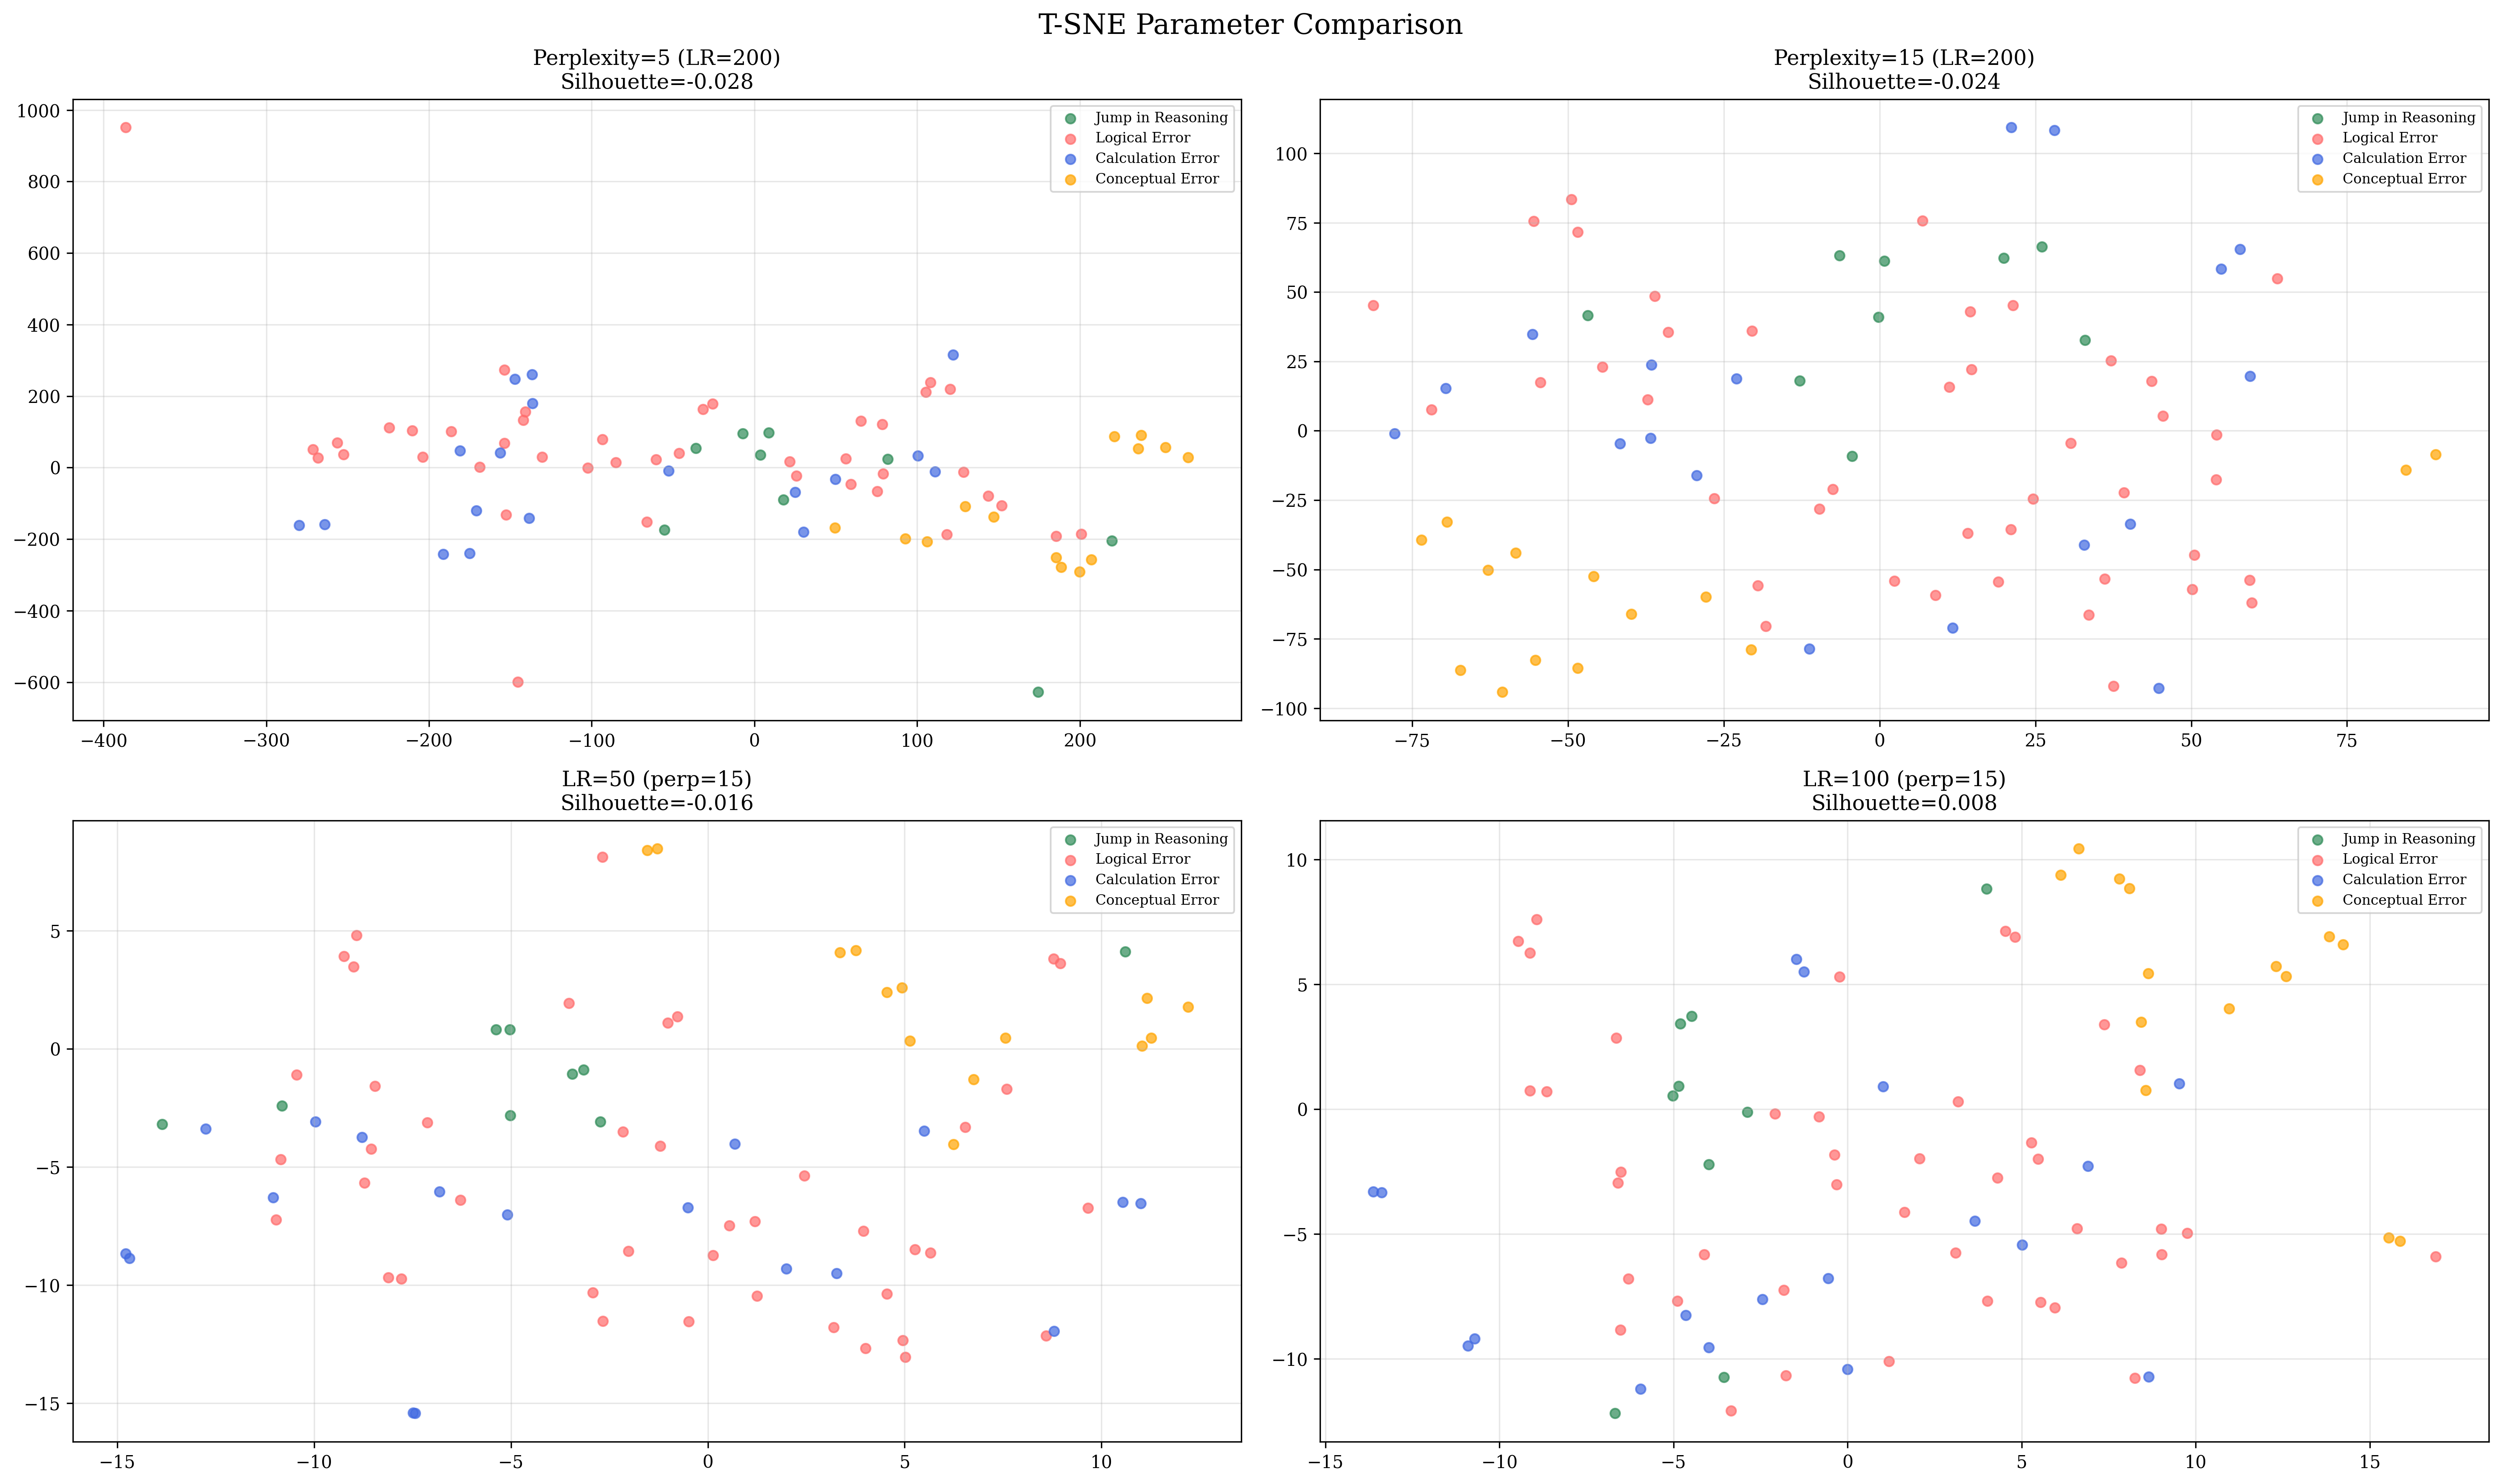 T-SNE Parameter Comparison
Perplexity=5 (LR=200)
Silhouette=-0.028
1000
800
600
400
200
0
−200
−400
−600
−400
−300
−200
−100
0
100
200
Jump in Reasoning
Logical Error
Calculation Error
Conceptual Error
Perplexity=15 (LR=200)
Silhouette=-0.024
100
75
50
25
0
−25
−50
−75
−100
−75
−50
−25
0
25
50
75
Jump in Reasoning
Logical Error
Calculation Error
Conceptual Error
LR=50 (perp=15)
Silhouette=-0.016
5
0
−5
−10
−15
−15
−10
−5
0
5
10
Jump in Reasoning
Logical Error
Calculation Error
Conceptual Error
LR=100 (perp=15)
Silhouette=0.008
10
5
0
−5
−10
−15
−10
−5
0
5
10
15
Jump in Reasoning
Logical Error
Calculation Error
Conceptual Error